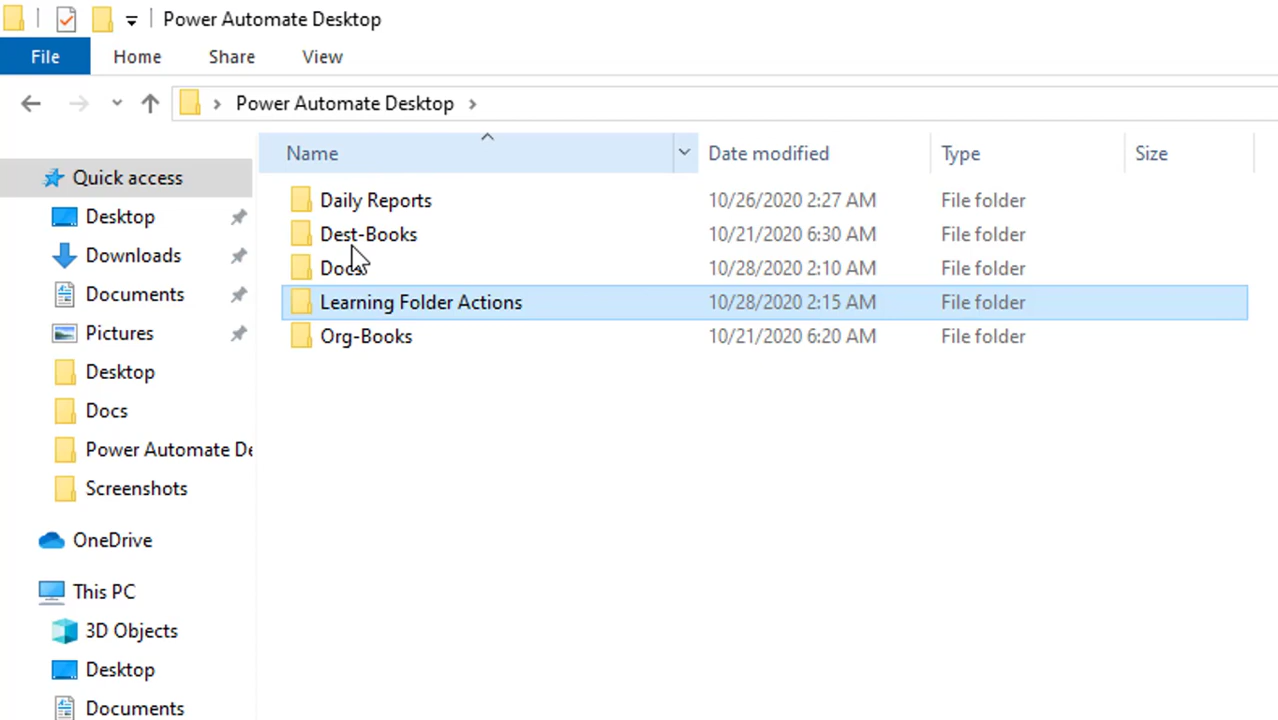 Power Automate Desktop
File Home Share View
Power Automate Desktop
Name Date modified Type Size
Quick access
Desktop
Downloads
Documents
Pictures
Desktop
Docs
Power Automate De
Screenshots
OneDrive
This PC
3D Objects
Desktop
Documents
Daily Reports 10/26/2020 2:27 AM File folder
Dest-Books 10/21/2020 6:30 AM File folder
Docs 10/28/2020 2:10 AM File folder
Learning Folder Actions 10/28/2020 2:15 AM File folder
Org-Books 10/21/2020 6:20 AM File folder